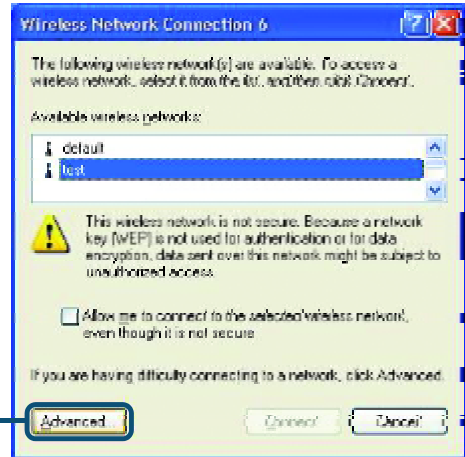 Wireless Network Connection 6
The following wireless network(s) are available. To access a
wireless network, select it from the list, and then click Connect.
Available wireless networks:
default
test
This wireless network is not secure. Because a network
key (WEP) is not used for authentication or for data
encryption, data sent over this network might be subject to
unauthorized access.
Allow me to connect to the selected wireless network,
even though it is not secure
If you are having difficulty connecting to a network, click Advanced.
Advanced... Connect Cancel